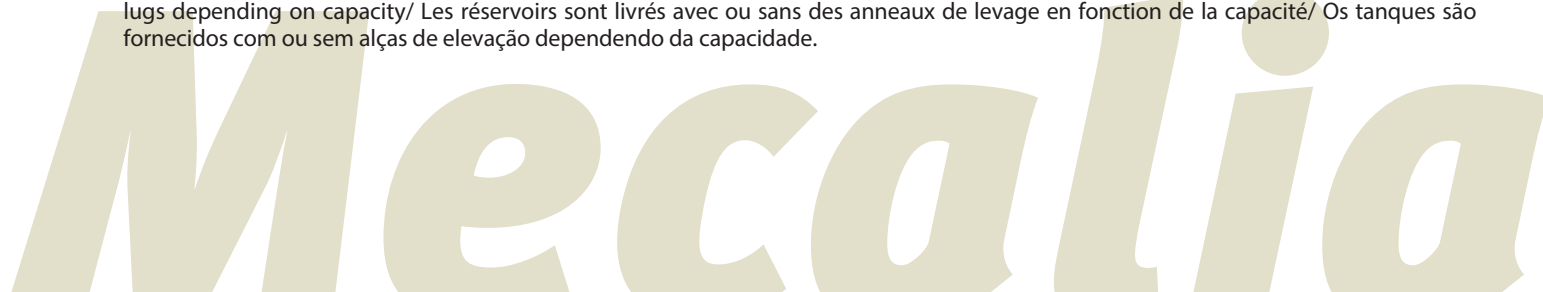 lugs depending on capacity/ Les réservoirs sont livrés avec ou sans des anneaux de levage en fonction de la capacité/ Os tanques são
fornecidos com ou sem alças de elevação dependendo da capacidade.
Mecalia